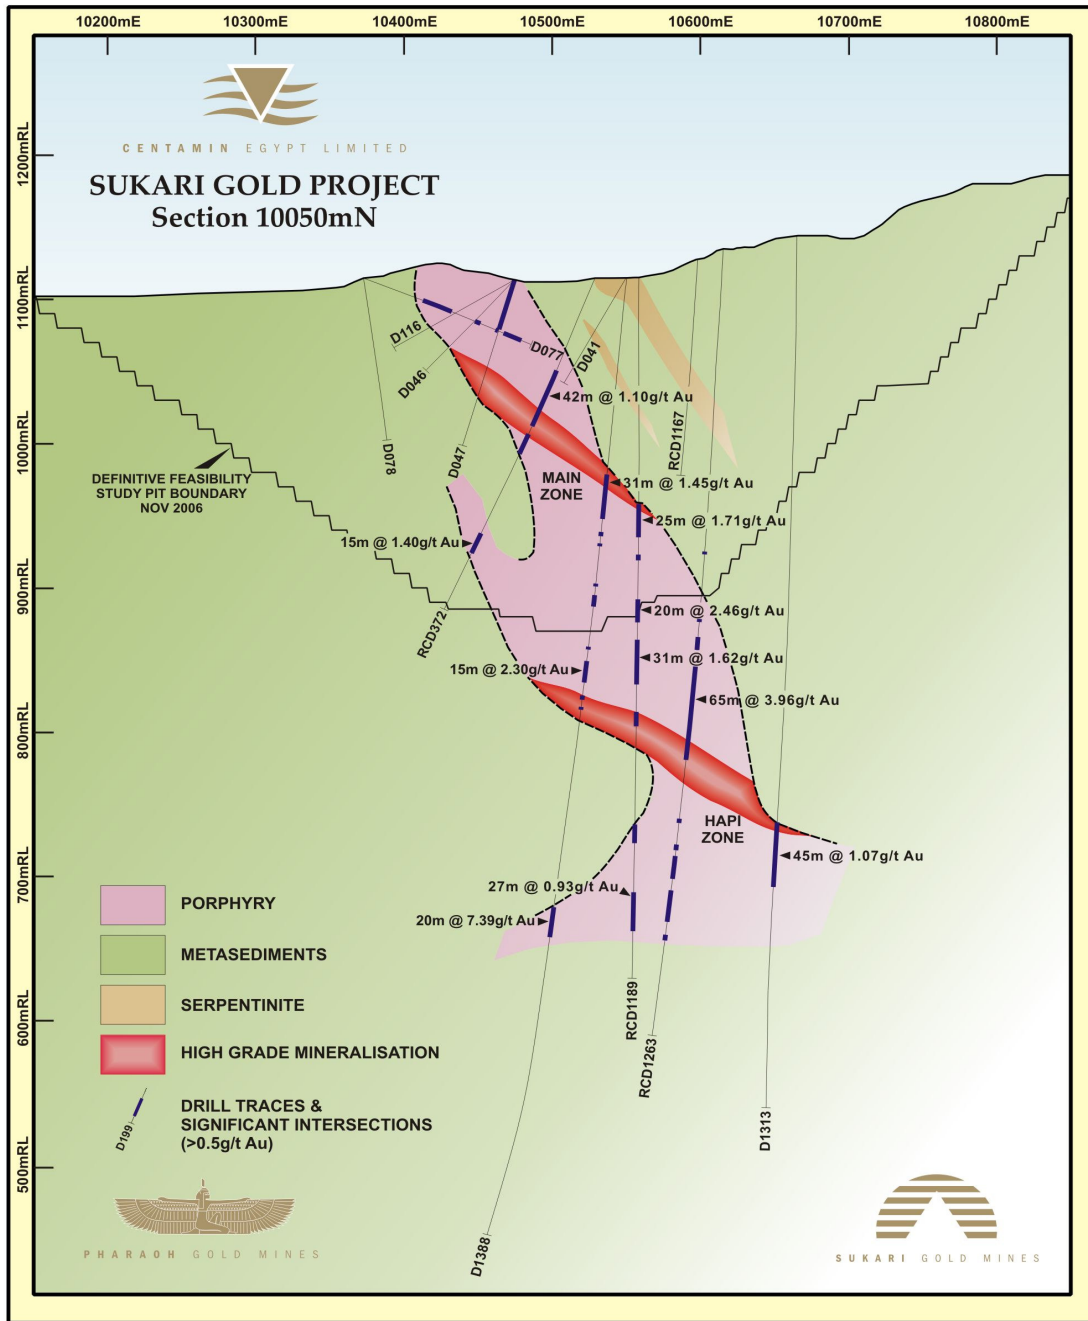 10200mE 10300mE 10400mE 10500mE 10600mE 10700mE 10800mE
CENTAMIN EGYPT LIMITED
SUKARI GOLD PROJECT
Section 10050mN
1200mRL
1100mRL
1000mRL
900mRL
800mRL
700mRL
600mRL
500mRL
D116
D046
D077
D041
D078
D047
RCD1167
RCD372
42m @ 1.10g/t Au
MAIN
ZONE
31m @ 1.45g/t Au
25m @ 1.71g/t Au
DEFINITIVE FEASIBILITY
STUDY PIT BOUNDARY
NOV 2006
15m @ 1.40g/t Au
20m @ 2.46g/t Au
31m @ 1.62g/t Au
15m @ 2.30g/t Au
65m @ 3.96g/t Au
HAPI
ZONE
45m @ 1.07g/t Au
27m @ 0.93g/t Au
20m @ 7.39g/t Au
RCD1189
RCD1263
D1313
D1388
PORPHYRY
METASEDIMENTS
SERPENTINITE
HIGH GRADE MINERALISATION
D199
DRILL TRACES &
SIGNIFICANT INTERSECTIONS
(>0.5g/t Au)
PHARAOH GOLD MINES
SUKARI GOLD MINES